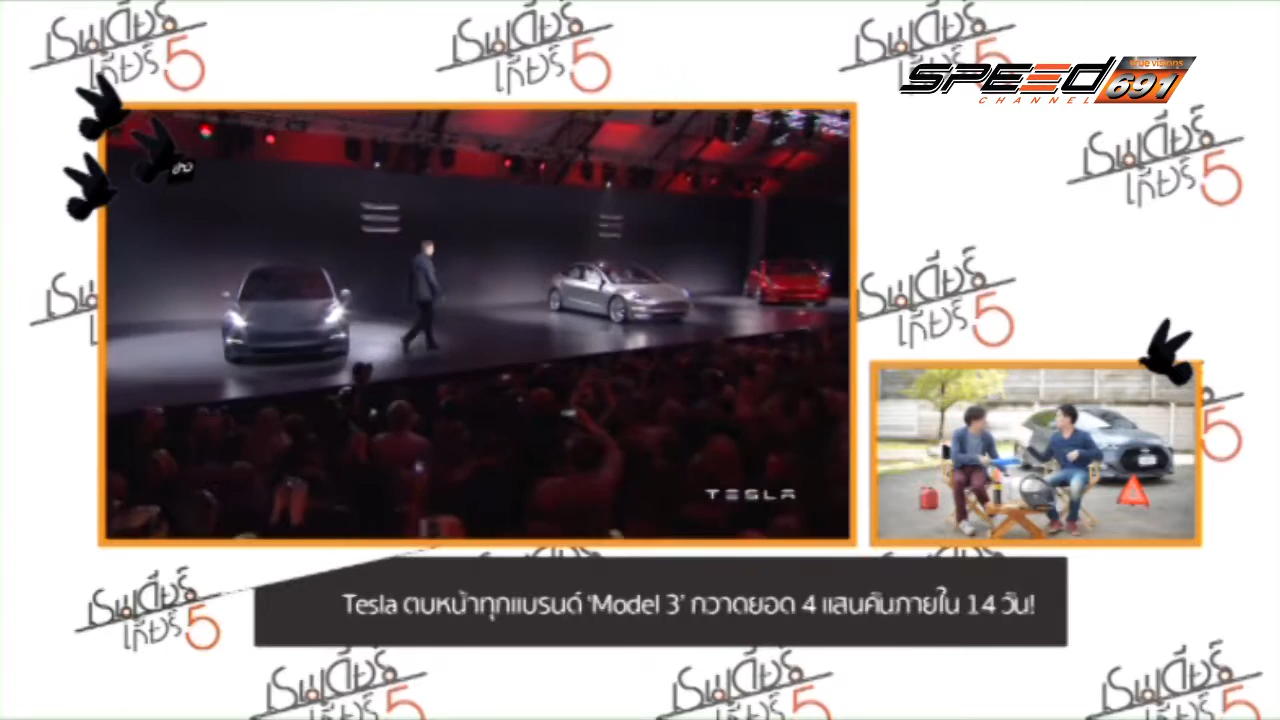 เรนเดียร์
เกียร์ 5
SPEED
CHANNEL
true visions
691
TESLA
Tesla ตบหน้าทุกแบรนด์ 'Model 3' กวาดยอด 4 แสนคันภายใน 14 วัน!